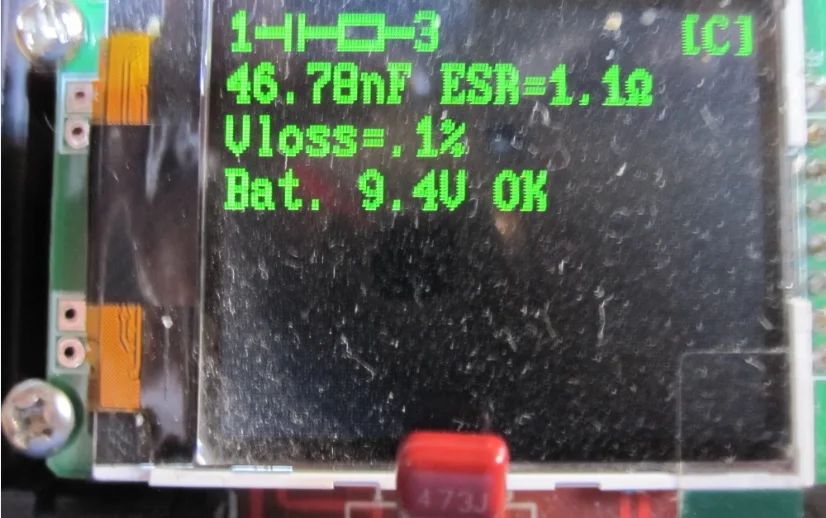 1 3 [C]
46.78nF ESR=1.1Ω
Vloss=.1%
Bat. 9.4V OK
473J